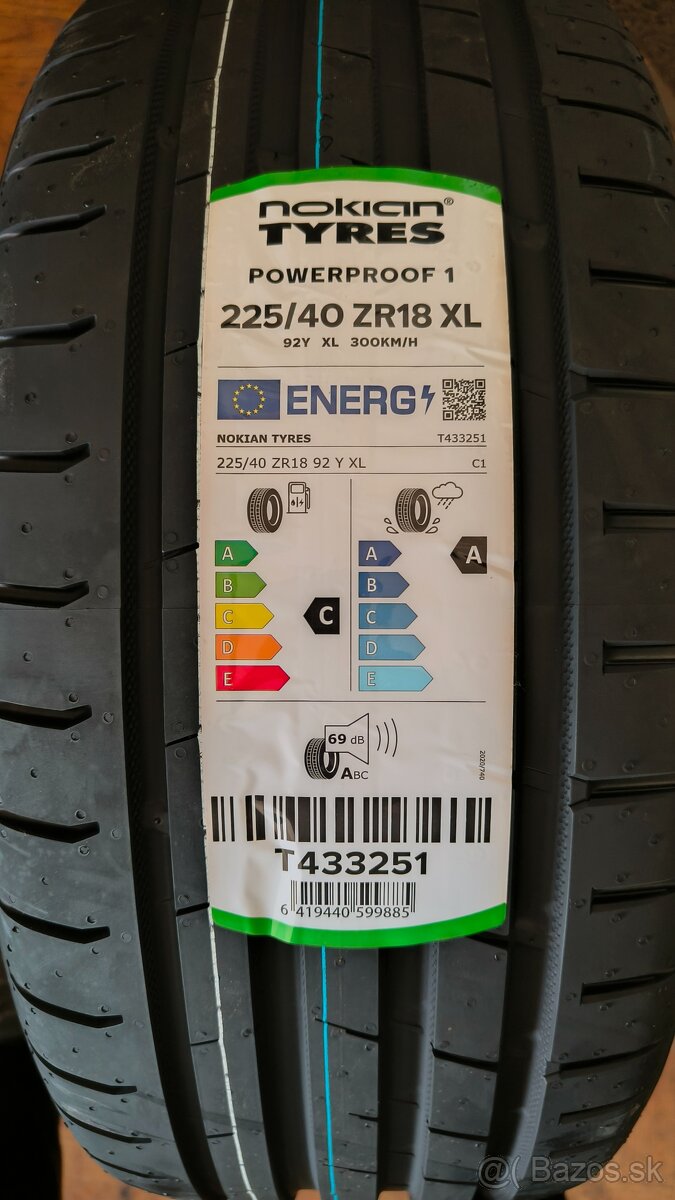 nokian®
TYRES
POWERPROOF 1
225/40 ZR18 XL
92Y XL 300KM/H
ENERG
NOKIAN TYRES T433251
225/40 ZR18 92 Y XL C1
A A A
B B
C C C
D D
E E
69 dB
ABC
2020/740
T433251
6 419440 599885
@( Bazos.sk